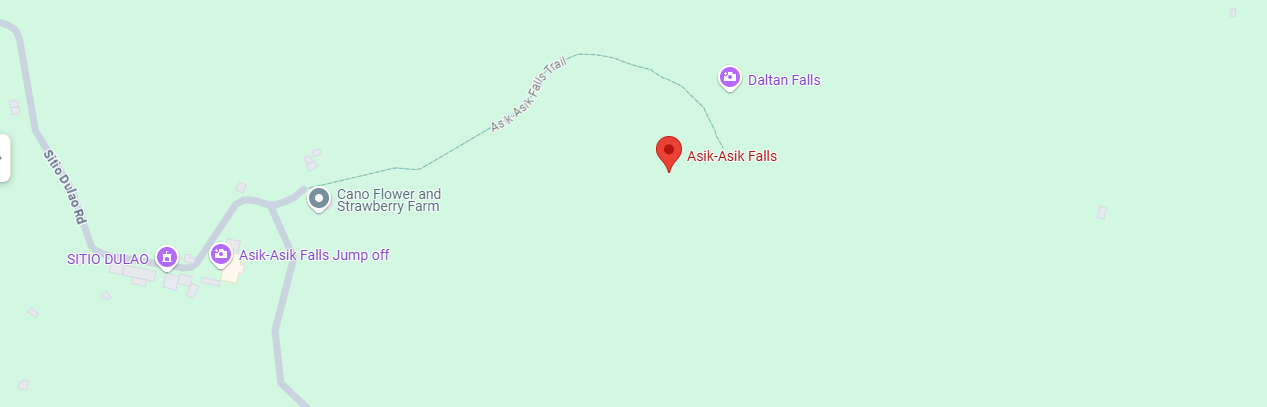 Asik-Asik Falls Trail
Daltan Falls
Asik-Asik Falls
Sitio Dulao Rd
Cano Flower and
Strawberry Farm
SITIO DULAO
Asik-Asik Falls Jump off